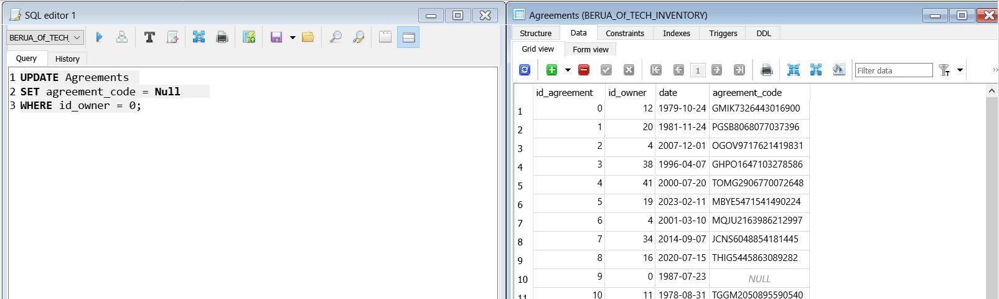 SQL editor 1
BERUA_Of_TECH_
Query
History
1 UPDATE Agreements
2 SET agreement_code = Null
3 WHERE id_owner = 0;
Agreements (BERUA_Of_TECH_INVENTORY)
Structure Data Constraints Indexes Triggers DDL
Grid view Form view
1 Filter data
id_agreement id_owner date agreement_code
1 0 12 1979-10-24 GMIK7326443016900
2 1 20 1981-11-24 PGSB8068077037396
3 2 4 2007-12-01 OGOV9717621419831
4 3 38 1996-04-07 GHPO1647103278586
5 4 41 2000-07-20 TOMG2906770072648
6 5 19 2023-02-11 MBYE5471541490224
7 6 4 2001-03-10 MQJU2163986212997
8 7 34 2014-09-07 JCNS6048854181445
9 8 16 2020-07-15 THIG5445863089282
10 9 0 1987-07-23 NULL
11 10 11 1978-08-31 TGGM2050895590540